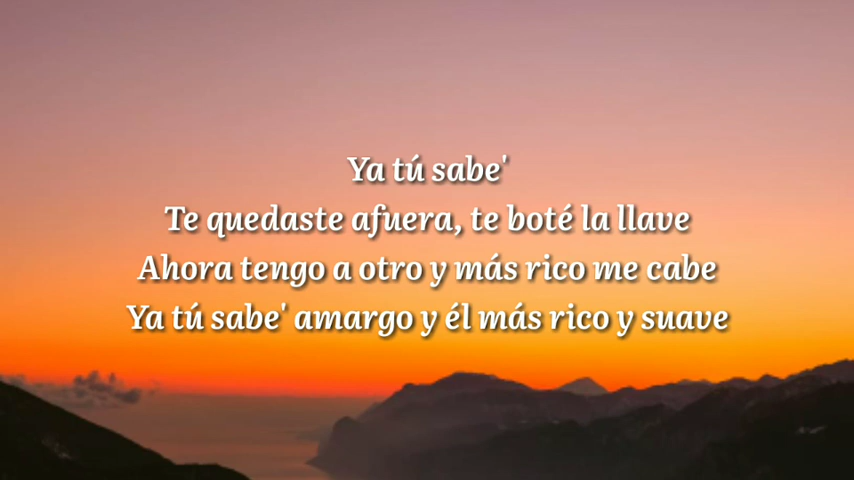 Ya tú sabe'
Te quedaste afuera, te boté la llave
Ahora tengo a otro y más rico me cabe
Ya tú sabe' amargo y él más rico y suave